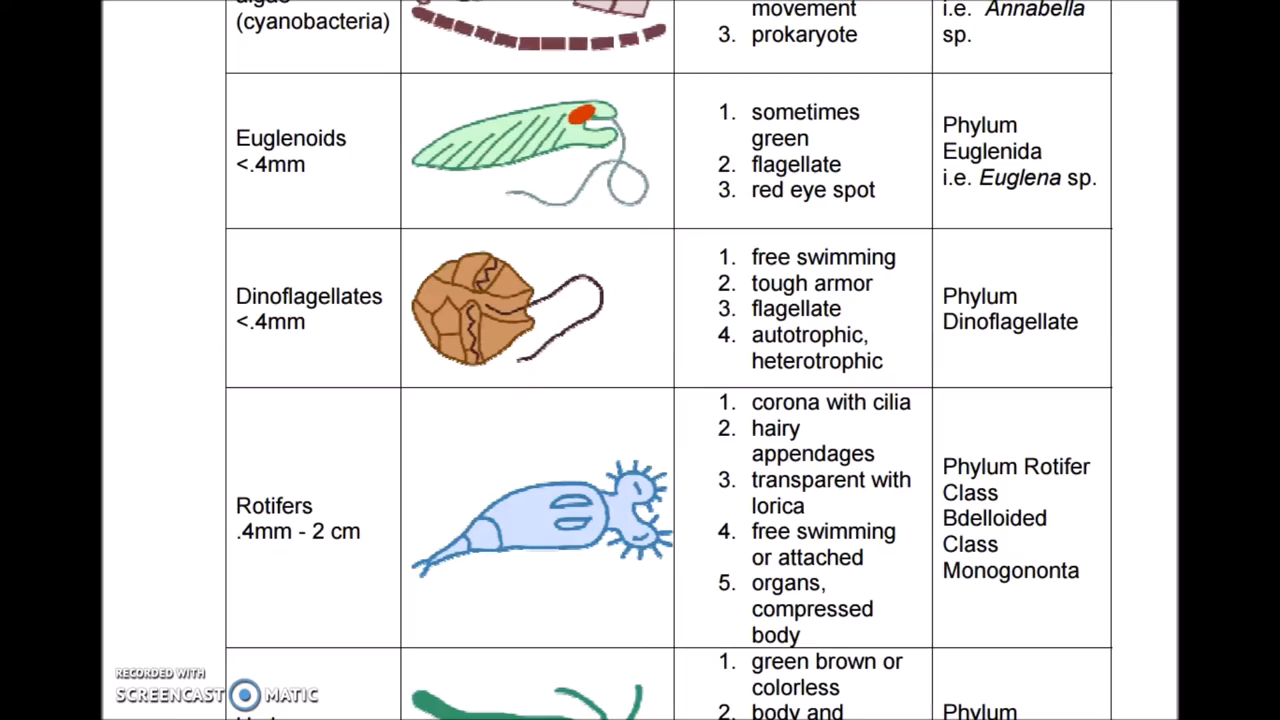 algae
(cyanobacteria)
movement
3. prokaryote
i.e. Annabella
sp.
Euglenoids
<.4mm
1. sometimes
green
2. flagellate
3. red eye spot
Phylum
Euglenida
i.e. Euglena sp.
Dinoflagellates
<.4mm
1. free swimming
2. tough armor
3. flagellate
4. autotrophic,
heterotrophic
Phylum
Dinoflagellate
Rotifers
.4mm - 2 cm
1. corona with cilia
2. hairy
appendages
3. transparent with
lorica
4. free swimming
or attached
5. organs,
compressed
body
Phylum Rotifer
Class
Bdelloided
Class
Monogononta
1. green brown or
colorless
2. body and
Phylum
RECORDED WITH
SCREENCAST MATIC